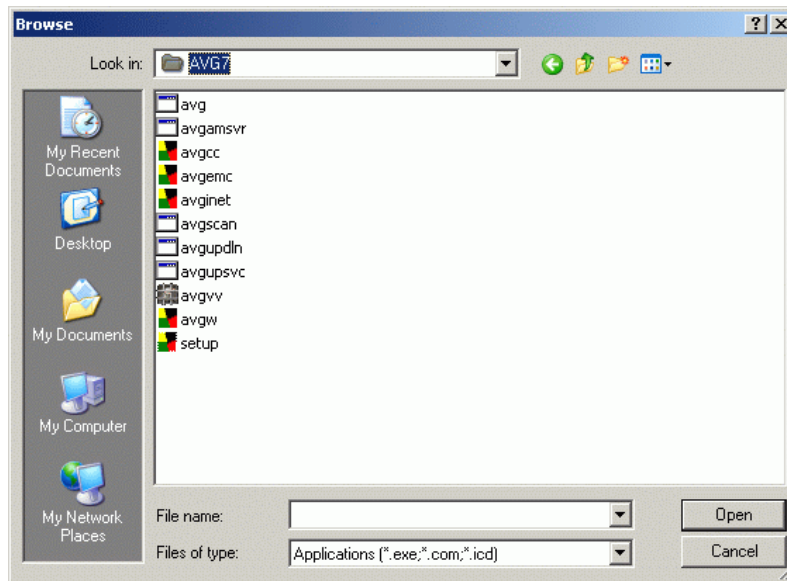 Browse
Look in: AVG7
My Recent
Documents
Desktop
My Documents
My Computer
My Network
Places
avg
avgamsvr
avgcc
avgemc
avginet
avgscan
avgupdln
avgupsvc
avgvv
avgw
setup
File name:
Open
Files of type: Applications (*.exe;*.com;*.icd)
Cancel